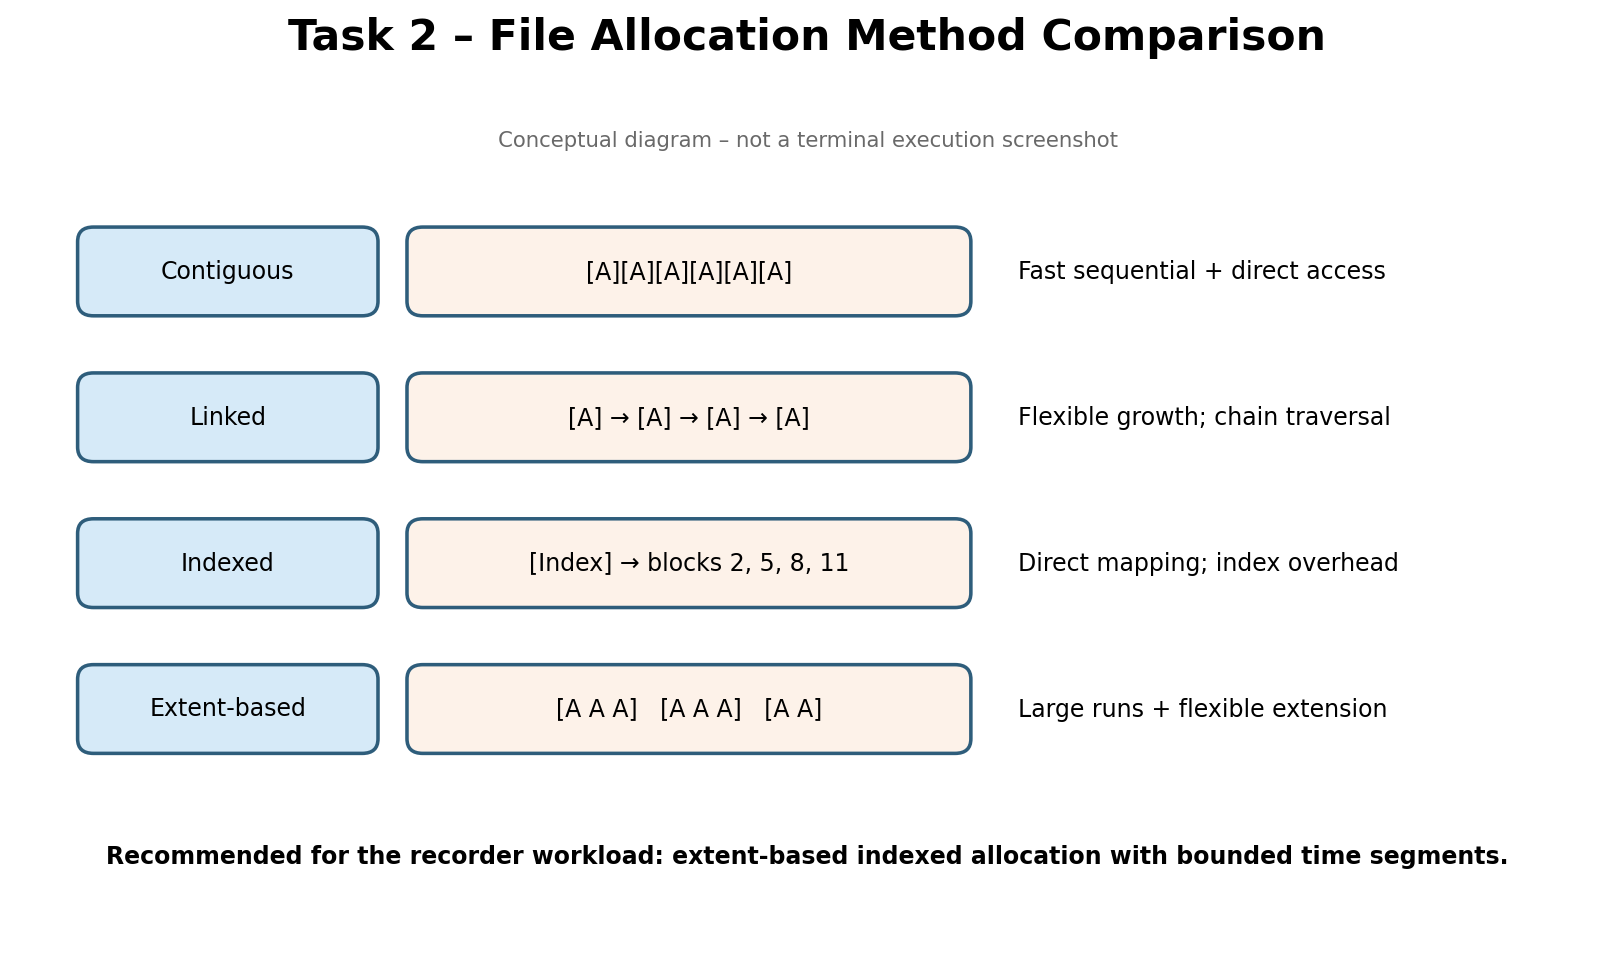 Task 2 – File Allocation Method Comparison
Conceptual diagram – not a terminal execution screenshot
Contiguous [A][A][A][A][A][A] Fast sequential + direct access
Linked [A] → [A] → [A] → [A] Flexible growth; chain traversal
Indexed [Index] → blocks 2, 5, 8, 11 Direct mapping; index overhead
Extent-based [A A A] [A A A] [A A] Large runs + flexible extension
Recommended for the recorder workload: extent-based indexed allocation with bounded time segments.